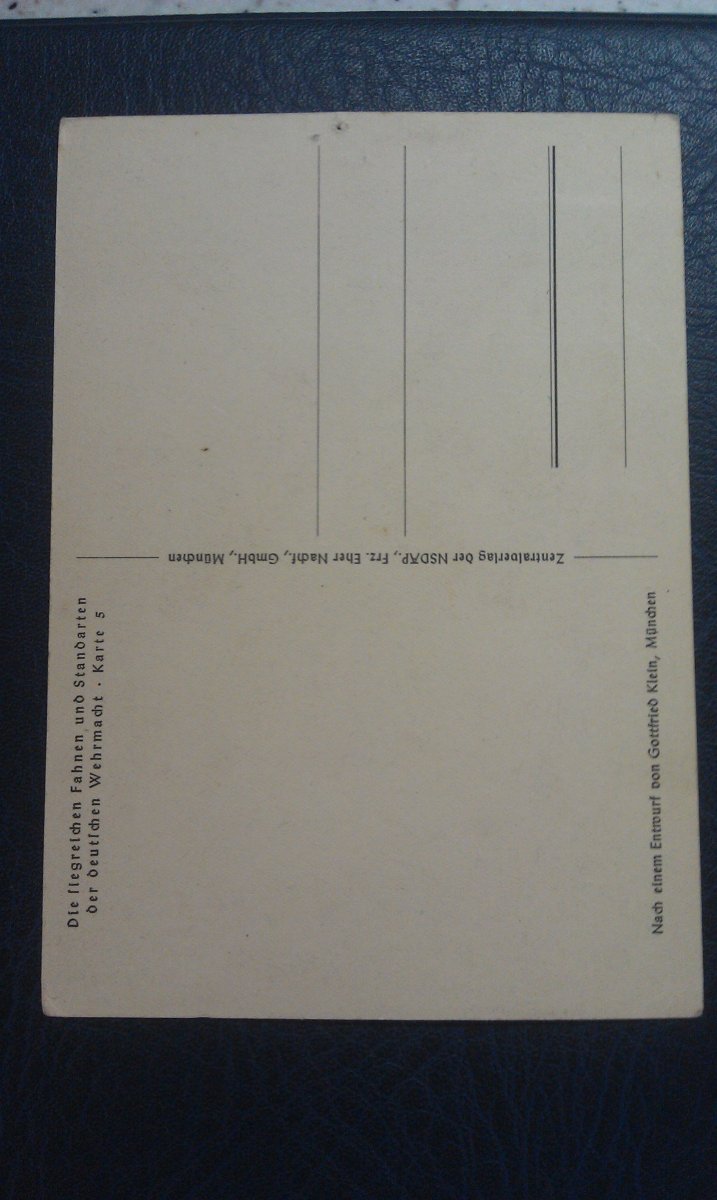 Die siegreichen Fahnen und Standarten
der deutschen Wehrmacht · Karte 5
Zentralverlag der NSDAP., Frz. Eher Nachf., GmbH., München
Nach einem Entwurf von Gottfried Klein, München